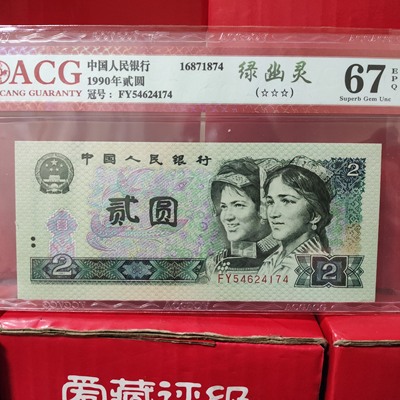 ACG
CANG GUARANTY
中国人民银行 16871874
1990年贰圆
冠号：FY54624174
绿幽灵
(☆☆☆)
67 EPQ
Superb Gem Unc
中国人民银行
贰圆
2
2
2
FY54624174
爱藏评级